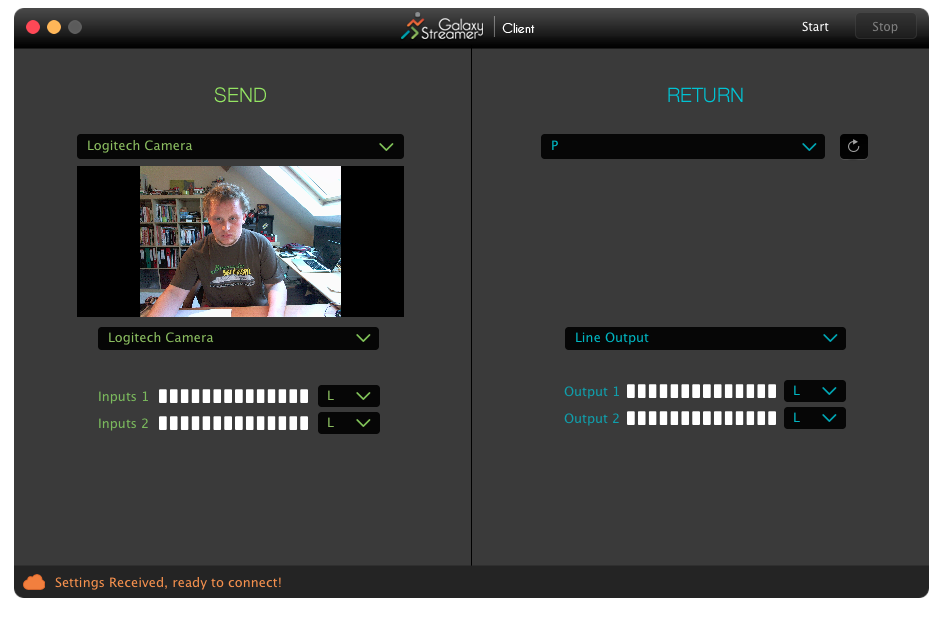 Galaxy Streamer Client
Start
Stop
SEND
RETURN
Logitech Camera
P
Logitech Camera
Line Output
Inputs 1
L
Output 1
L
Inputs 2
L
Output 2
L
Settings Received, ready to connect!